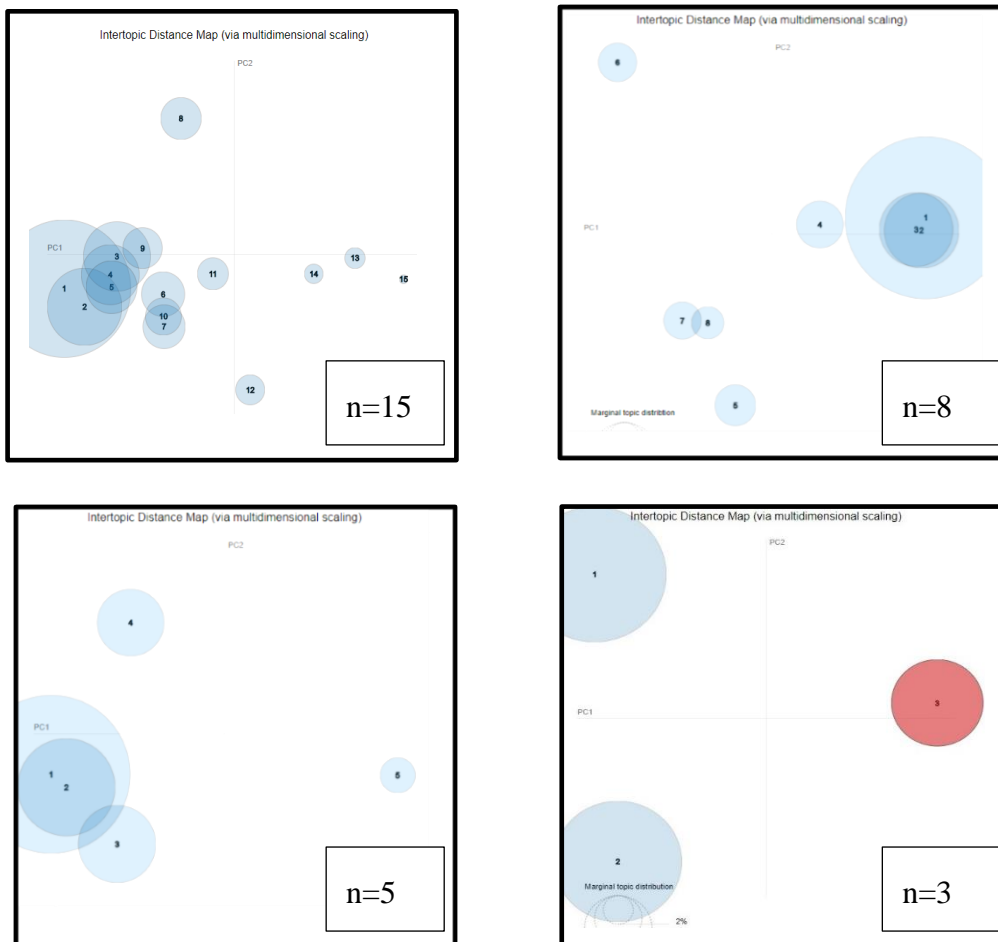 Intertopic Distance Map (via multidimensional scaling)
PC2
8
PC1
9
3
4
5
1
2
6
10
7
11
13
14
15
12
n=15
Intertopic Distance Map (via multidimensional scaling)
PC2
6
PC1
4
1
32
7
8
5
Marginal topic distribtion
n=8
Intertopic Distance Map (via multidimensional scaling)
PC2
4
PC1
1
2
5
3
n=5
Intertopic Distance Map (via multidimensional scaling)
PC2
1
3
PC1
2
Marginal topic distribution
2%
n=3